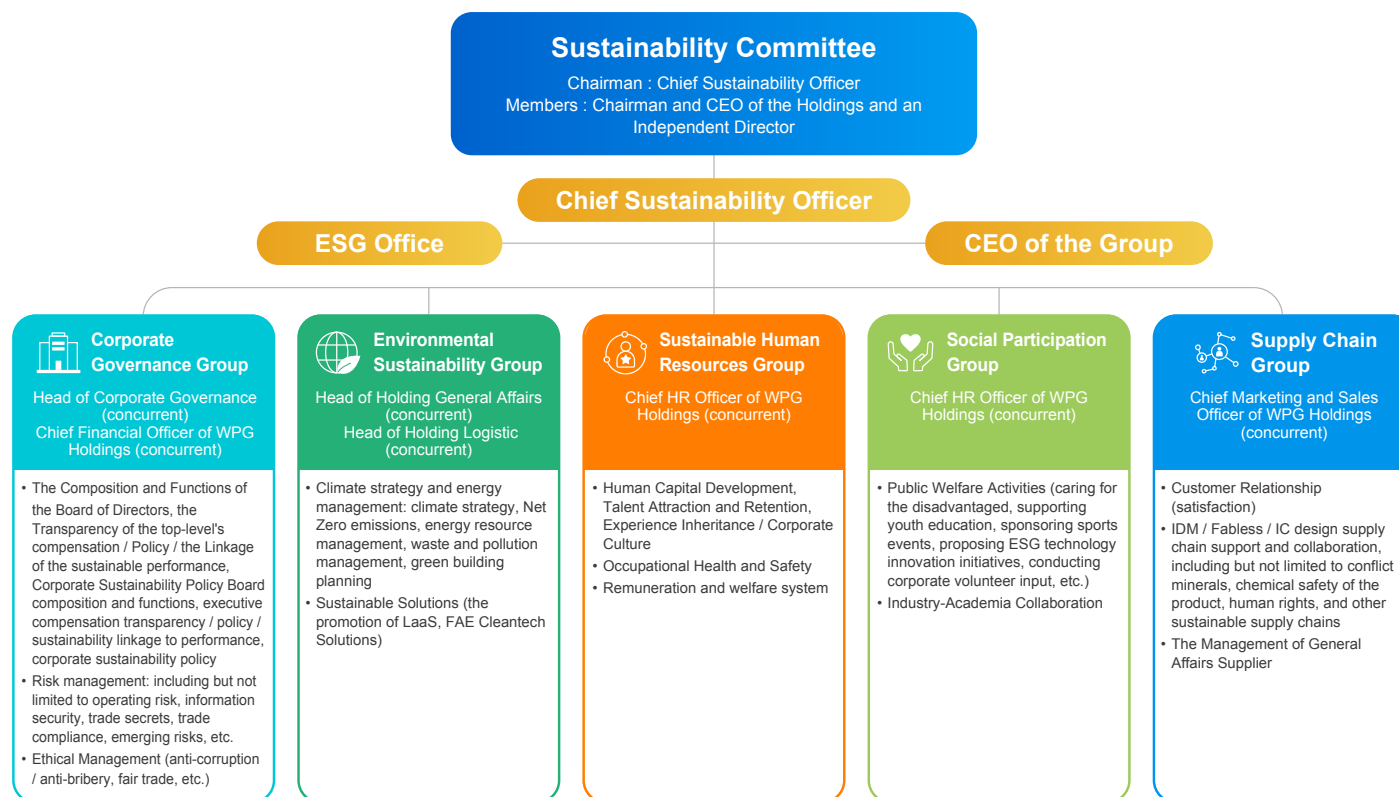 Sustainability Committee
Chairman : Chief Sustainability Officer
Members : Chairman and CEO of the Holdings and an
Independent Director
Chief Sustainability Officer
ESG Office
CEO of the Group
Corporate
Governance Group
Head of Corporate Governance
(concurrent)
Chief Financial Officer of WPG
Holdings (concurrent)
• The Composition and Functions of
the Board of Directors, the
Transparency of the top-level's
compensation / Policy / the Linkage
of the sustainable performance,
Corporate Sustainability Policy Board
composition and functions, executive
compensation transparency / policy /
sustainability linkage to performance,
corporate sustainability policy
• Risk management: including but not
limited to operating risk, information
security, trade secrets, trade
compliance, emerging risks, etc.
• Ethical Management (anti-corruption
/ anti-bribery, fair trade, etc.)
Environmental
Sustainability Group
Head of Holding General Affairs
(concurrent)
Head of Holding Logistic
(concurrent)
• Climate strategy and energy
management: climate strategy, Net
Zero emissions, energy resource
management, waste and pollution
management, green building
planning
• Sustainable Solutions (the
promotion of LaaS, FAE Cleantech
Solutions)
Sustainable Human
Resources Group
Chief HR Officer of WPG
Holdings (concurrent)
• Human Capital Development,
Talent Attraction and Retention,
Experience Inheritance / Corporate
Culture
• Occupational Health and Safety
• Remuneration and welfare system
Social Participation
Group
Chief HR Officer of WPG
Holdings (concurrent)
• Public Welfare Activities (caring for
the disadvantaged, supporting
youth education, sponsoring sports
events, proposing ESG technology
innovation initiatives, conducting
corporate volunteer input, etc.)
• Industry-Academia Collaboration
Supply Chain
Group
Chief Marketing and Sales
Officer of WPG Holdings
(concurrent)
• Customer Relationship
(satisfaction)
• IDM / Fabless / IC design supply
chain support and collaboration,
including but not limited to conflict
minerals, chemical safety of the
product, human rights, and other
sustainable supply chains
• The Management of General
Affairs Supplier